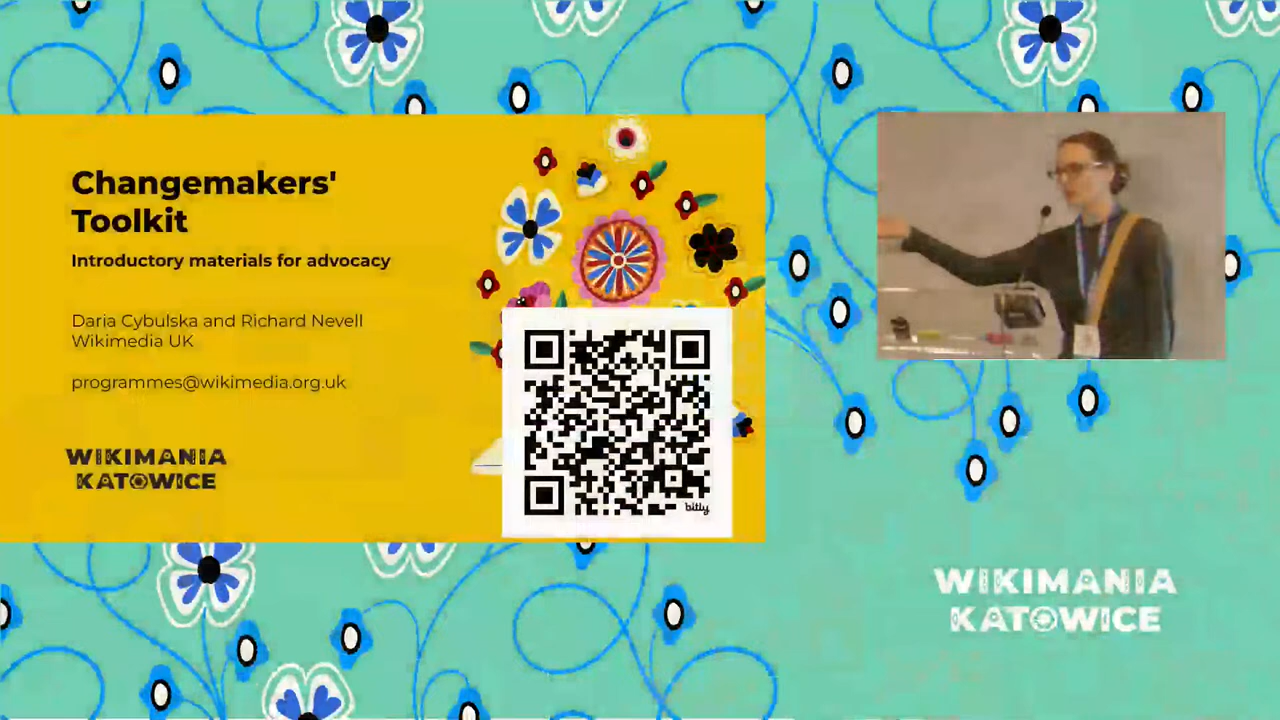 Changemakers'
Toolkit
Introductory materials for advocacy
Daria Cybulska and Richard Nevell
Wikimedia UK
programmes@wikimedia.org.uk
WIKIMANIA
KATOWICE
bitly
WIKIMANIA
KATOWICE